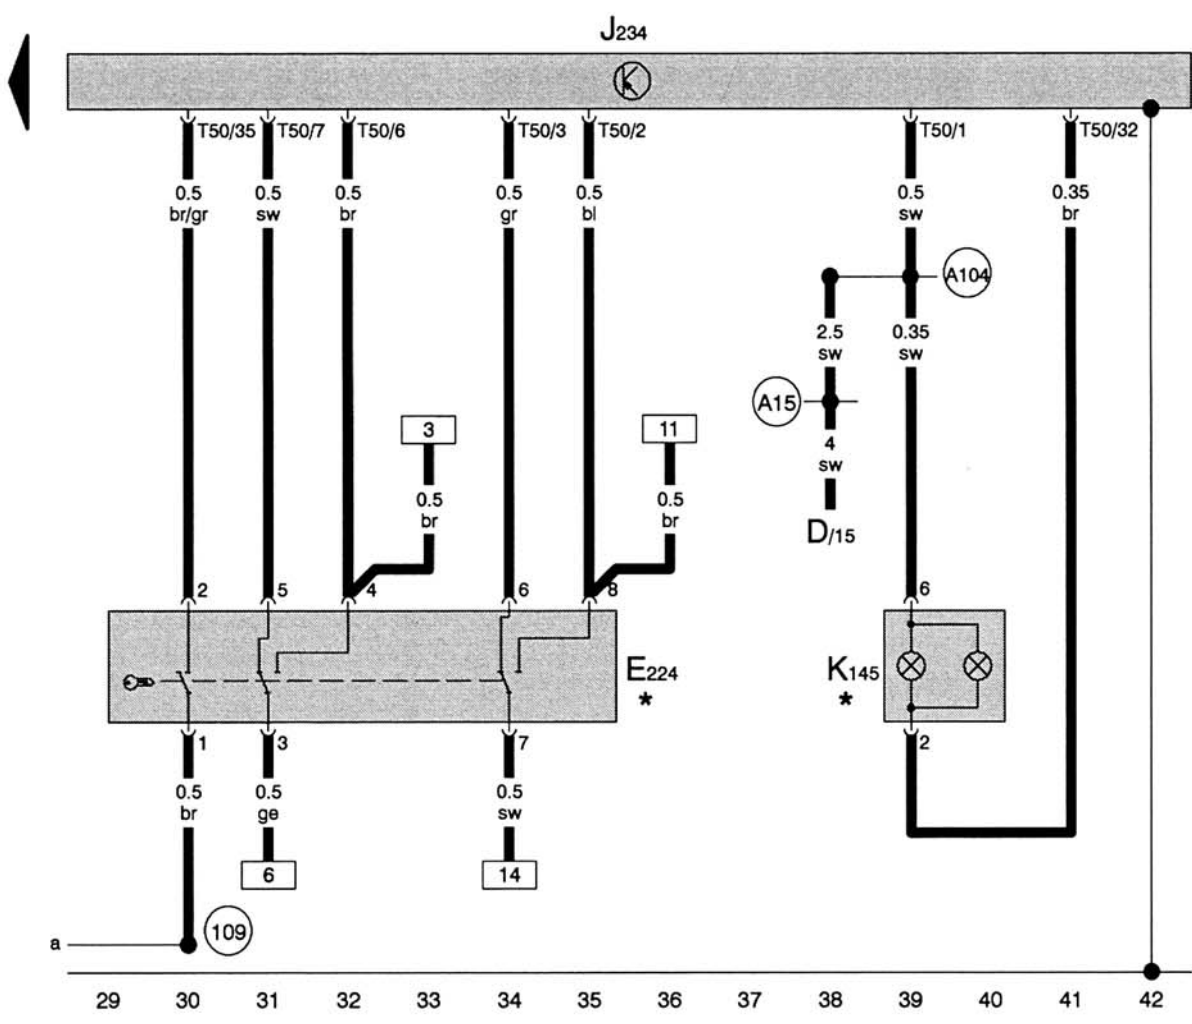 J234
T50/35 T50/7 T50/6 T50/3 T50/2 T50/1 T50/32
0.5 0.5 0.5 0.5 0.5 0.5 0.35
br/gr sw br gr bl sw br
A104
2.5 0.35
sw sw
A15
3 11
4
sw
0.5 0.5
br br
D/15
2 5 4 6 8 6
E224 K145
* *
1 3 7 2
0.5 0.5 0.5
br ge sw
6 14
109
a
29 30 31 32 33 34 35 36 37 38 39 40 41 42